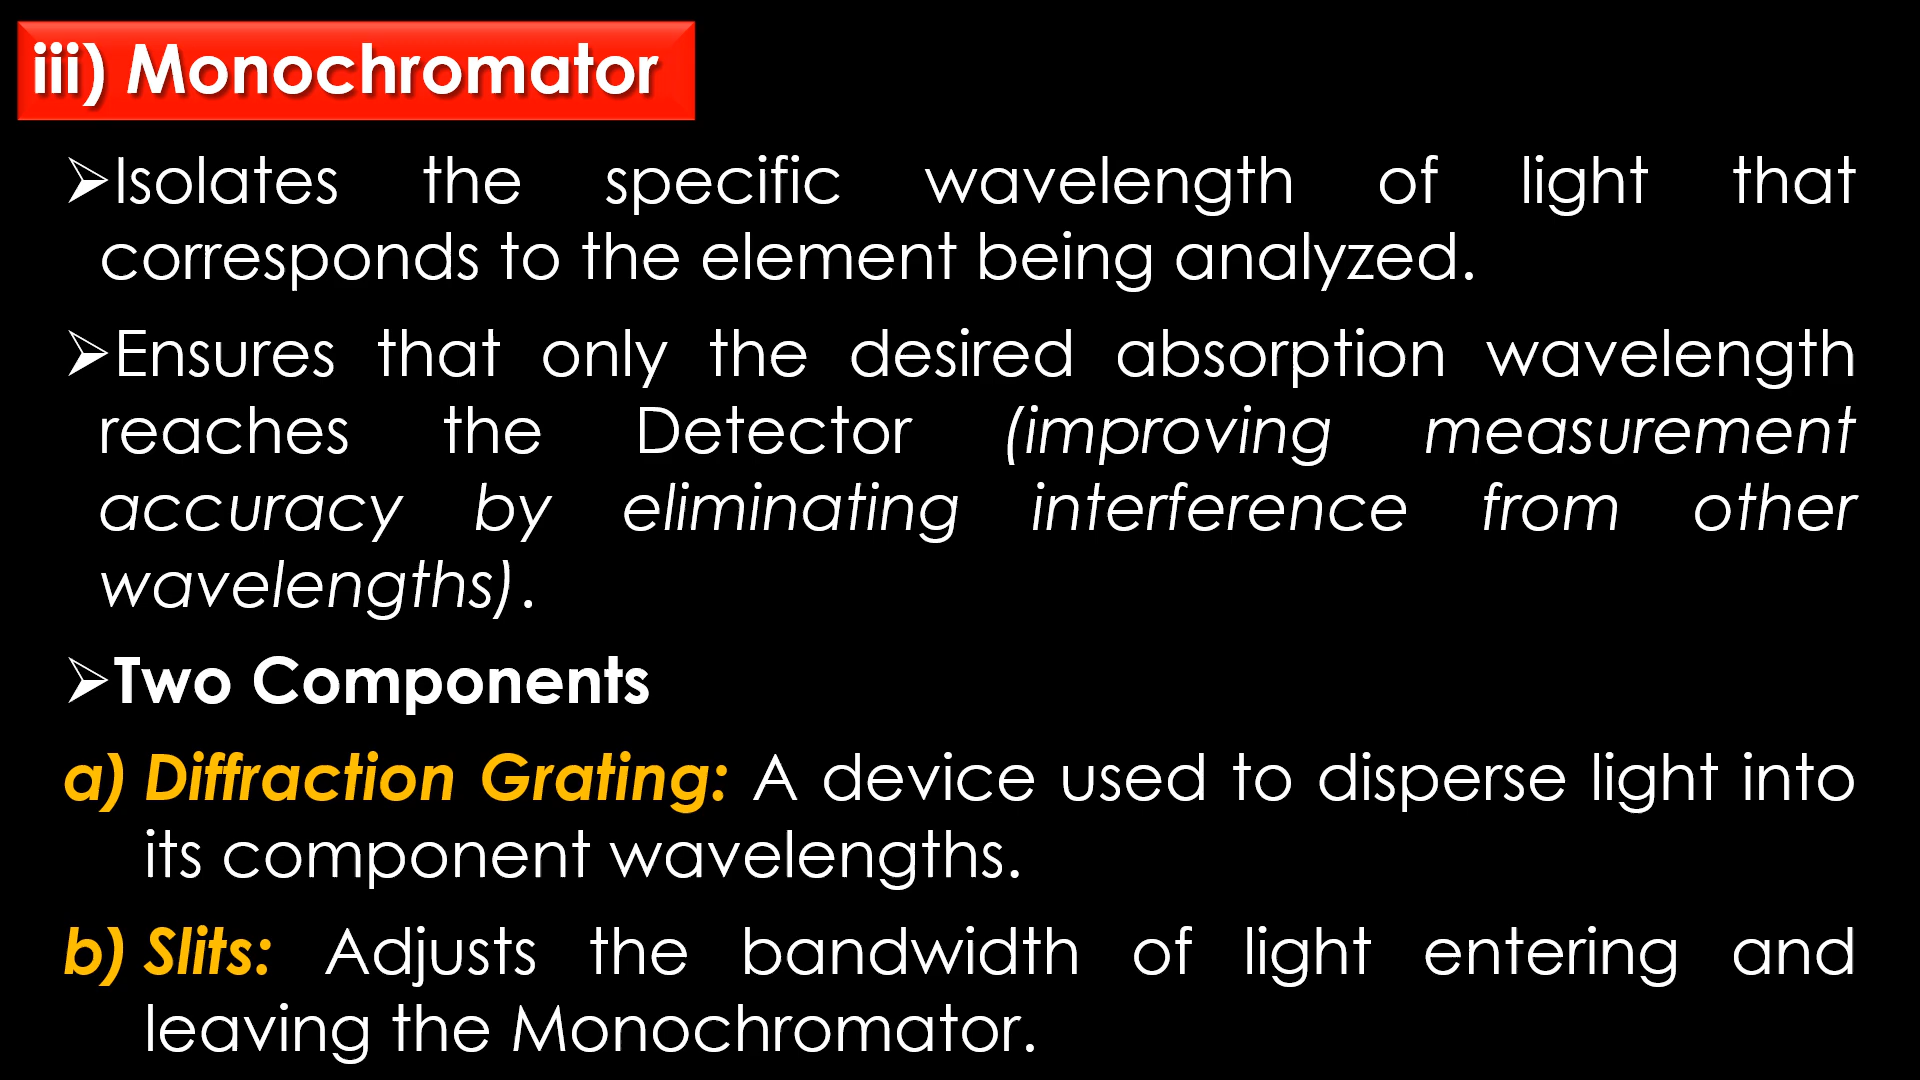 iii) Monochromator
➢Isolates the specific wavelength of light that
corresponds to the element being analyzed.
➢Ensures that only the desired absorption wavelength
reaches the Detector (improving measurement
accuracy by eliminating interference from other
wavelengths).
➢Two Components
a) Diffraction Grating: A device used to disperse light into
its component wavelengths.
b) Slits: Adjusts the bandwidth of light entering and
leaving the Monochromator.